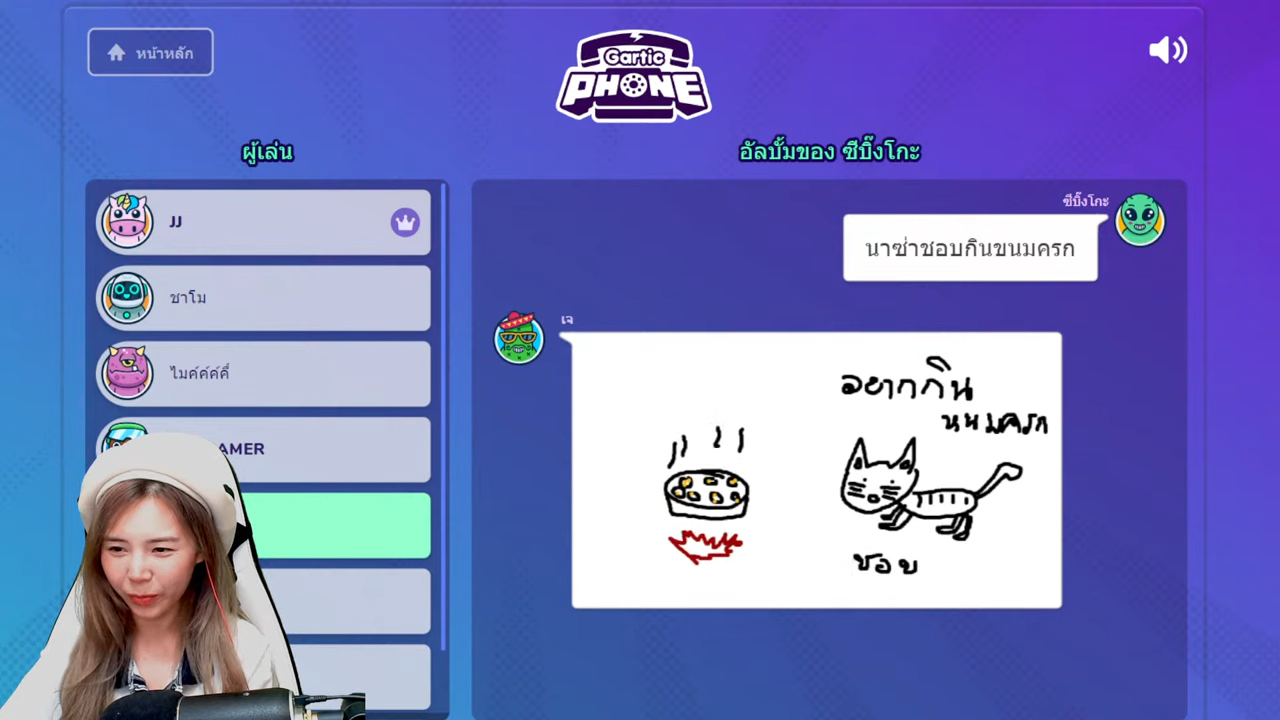 หน้าหลัก
Gartic
PHONE
ผู้เล่น
อัลบั้มของ ซีบิ๊งโกะ
JJ
ชาโม
ไมค์ค์ค์คี่
AMER
ซีบิ๊งโกะ
นาซ่าชอบกินขนมครก
เจ
อยากกิน
ขนมครก
ชอบ